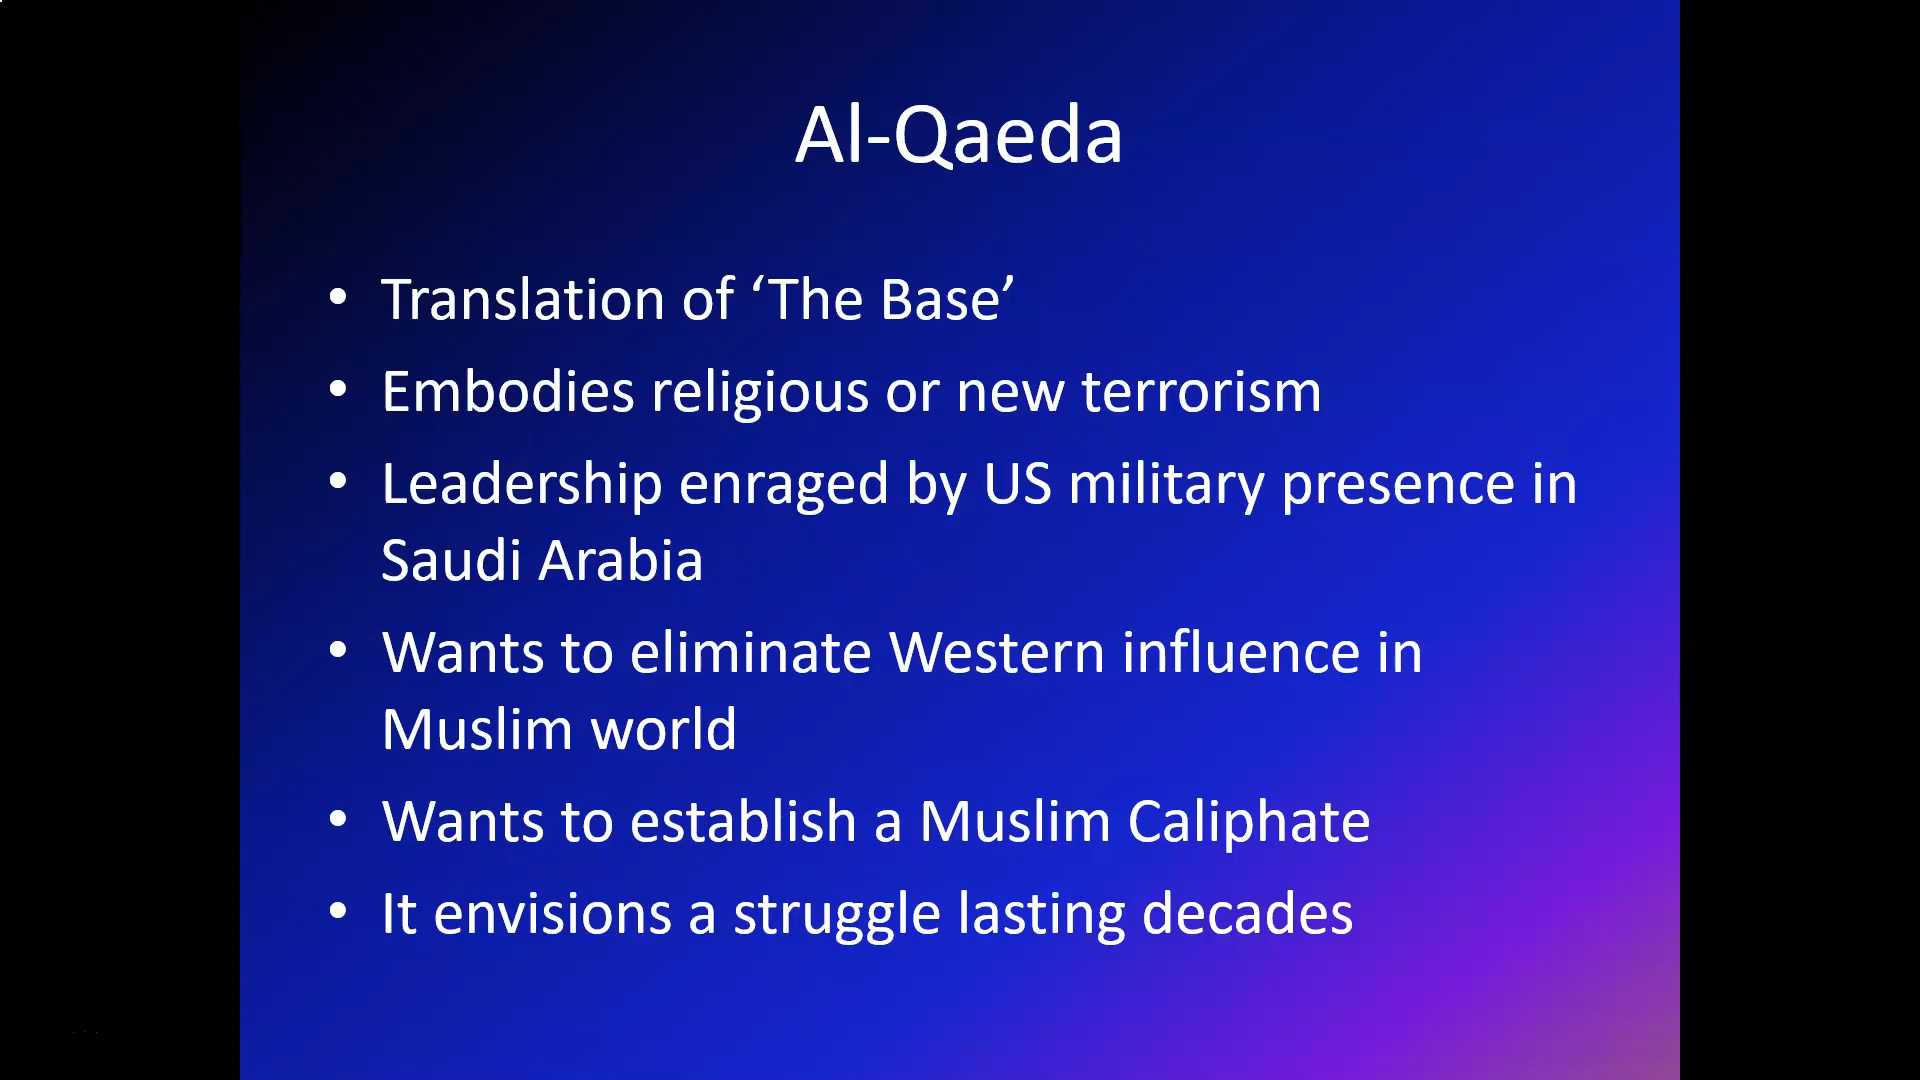 Al-Qaeda
• Translation of ‘The Base’
• Embodies religious or new terrorism
• Leadership enraged by US military presence in
Saudi Arabia
• Wants to eliminate Western influence in
Muslim world
• Wants to establish a Muslim Caliphate
• It envisions a struggle lasting decades